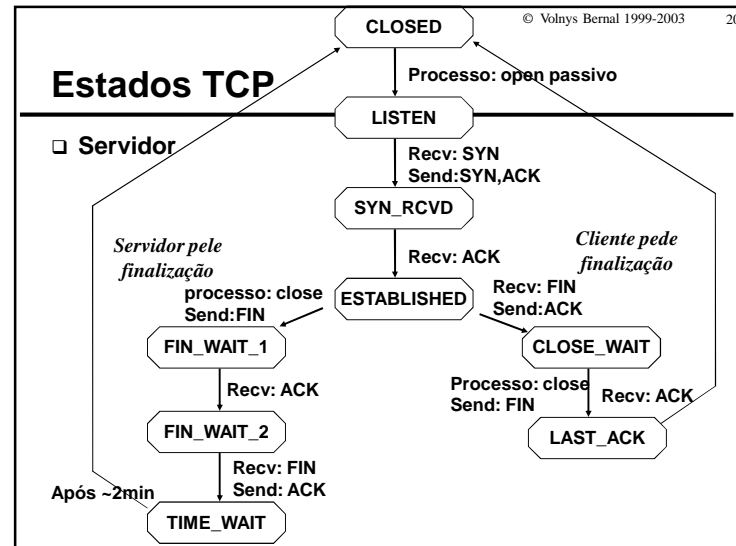 © Volnys Bernal 1999-2003
20
CLOSED
Estados TCP
Processo: open passivo
LISTEN
❑ Servidor
Recv: SYN
Send:SYN,ACK
SYN_RCVD
Servidor pele
finalização
Recv: ACK
Cliente pede
finalização
processo: close
Send:FIN
ESTABLISHED
Recv: FIN
Send:ACK
FIN_WAIT_1
CLOSE_WAIT
Recv: ACK
Processo: close
Send: FIN
Recv: ACK
FIN_WAIT_2
LAST_ACK
Recv: FIN
Send: ACK
Após ~2min
TIME_WAIT